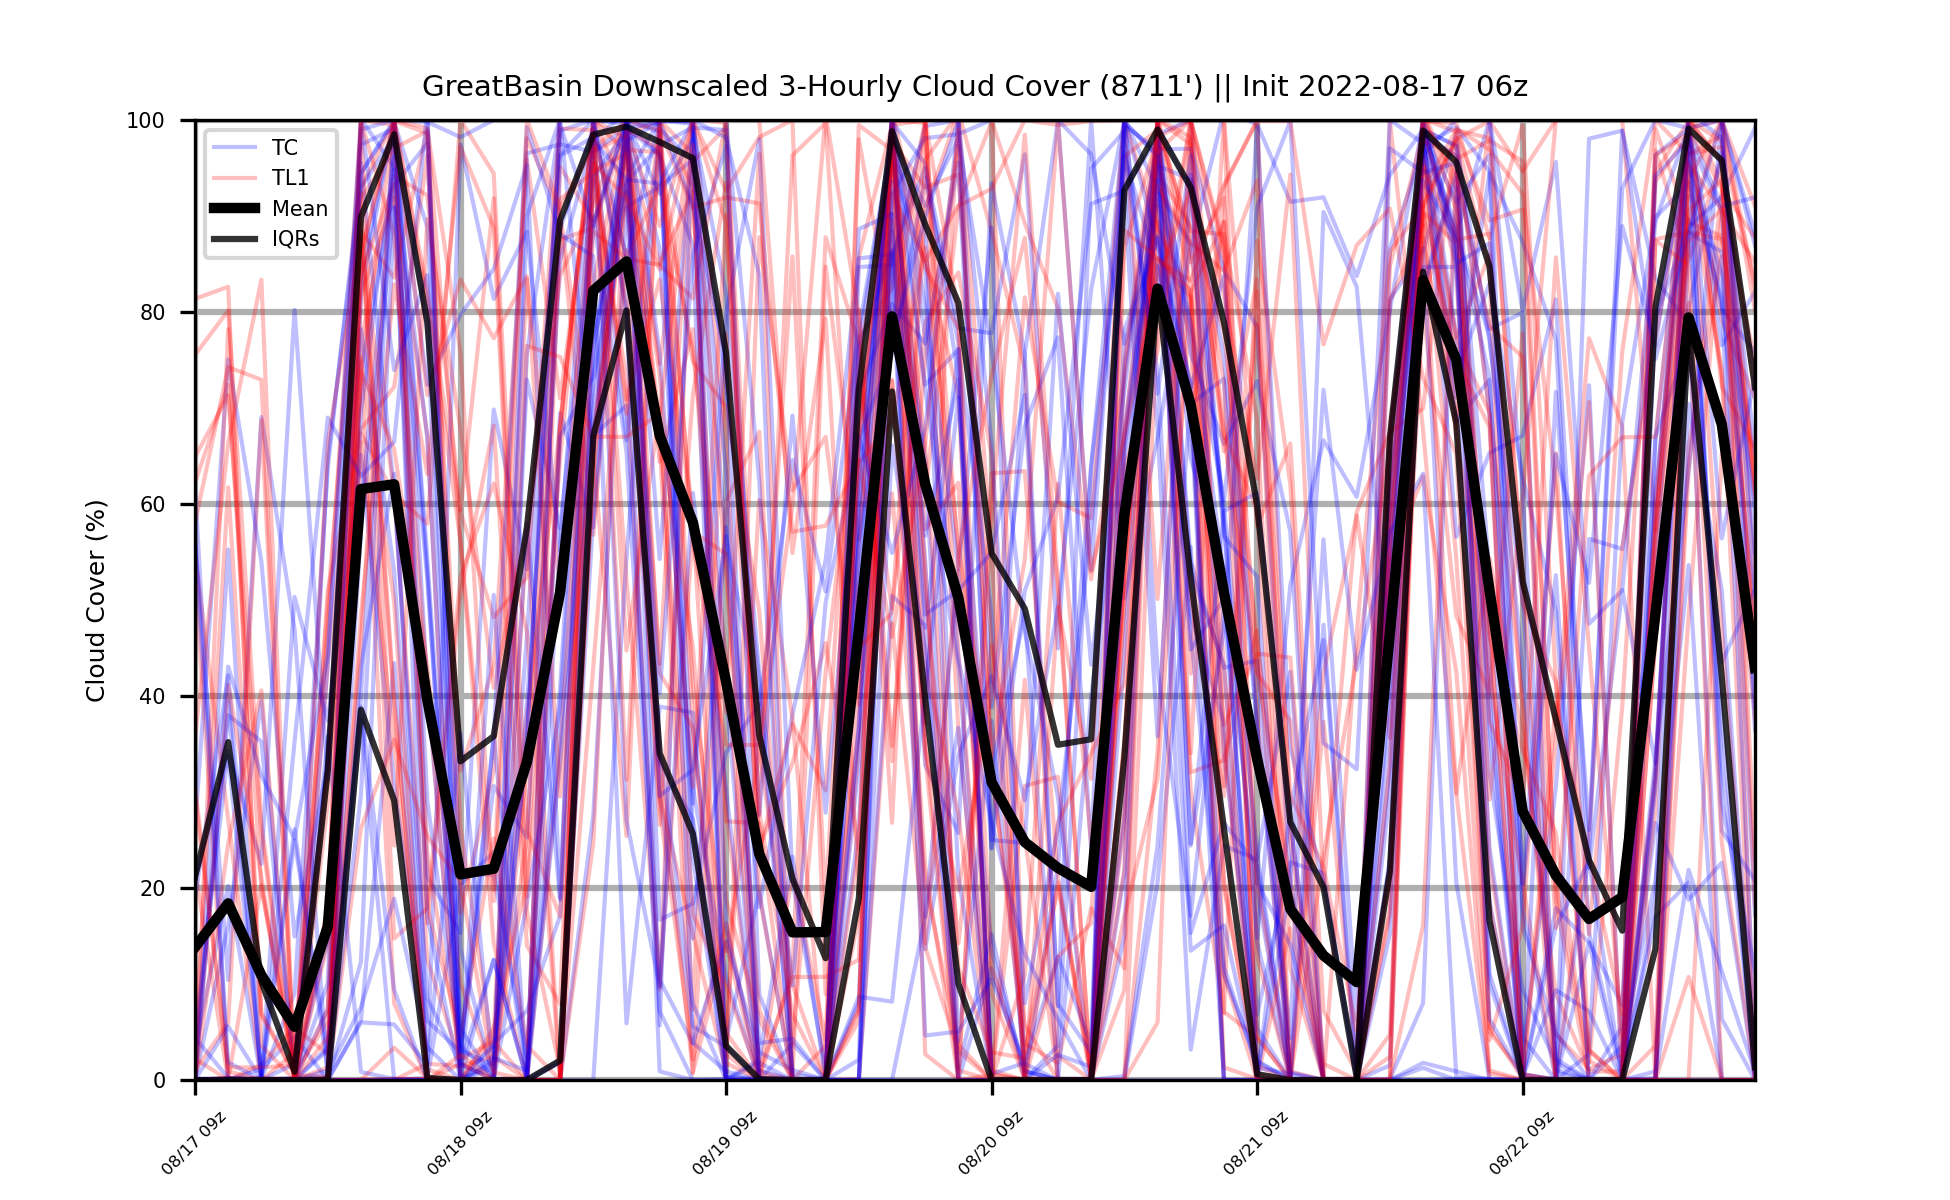 GreatBasin Downscaled 3-Hourly Cloud Cover (8711') || Init 2022-08-17 06z
TC
TL1
Mean
IQRs
Cloud Cover (%)
100
80
60
40
20
0
08/17 09z
08/18 09z
08/19 09z
08/20 09z
08/21 09z
08/22 09z